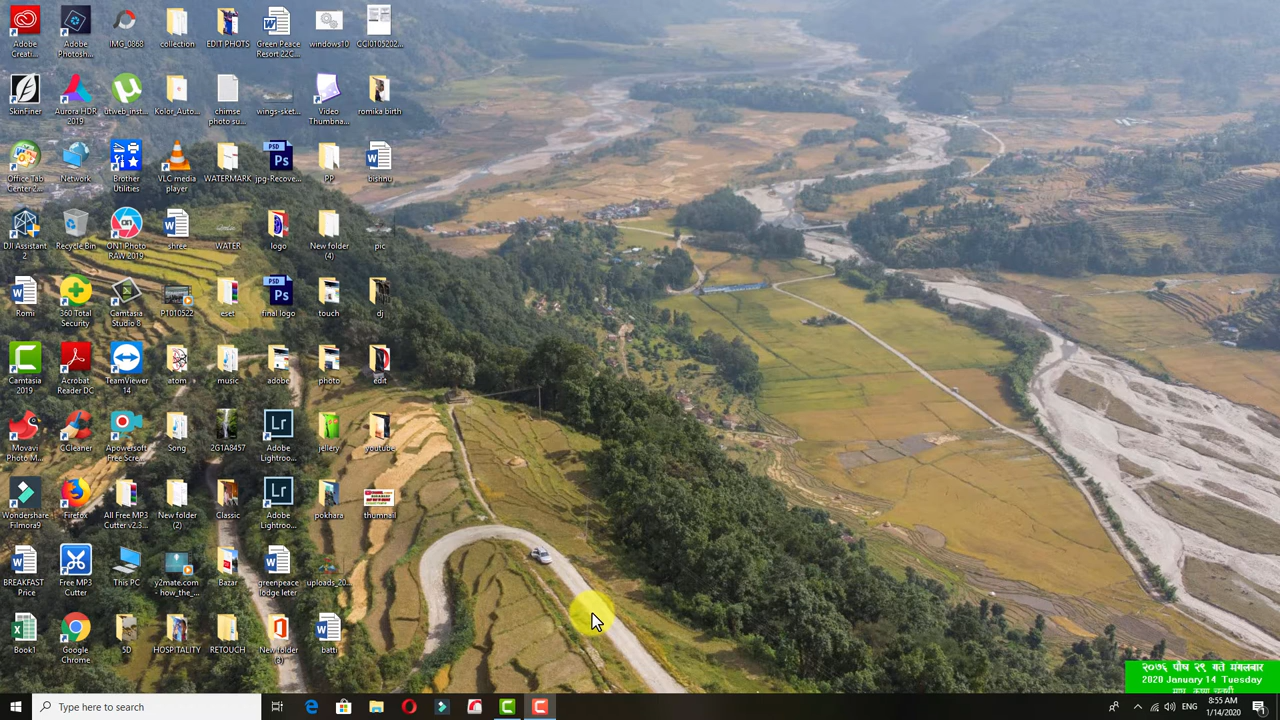 Adobe
Creati...
Adobe
Photosh...
IMG_0868
collection
EDIT PHOTS
Green Peace
Resort 22C...
windows10
CCI0105202...
SkinFiner
Aurora HDR
2019
utweb_inst...
Kolor_Auto...
chimse
photo su...
wings-sket...
Video
Thumbna...
romika birth
Office Tab
Center 2...
Network
Brother
Utilities
VLC media
player
WATERMARK
jpg-Recove...
PP
bishnu
DJI Assistant
2
Recycle Bin
ON1 Photo
RAW 2019
shree
WATER
logo
New folder
(4)
pic
Romi
360 Total
Security
Camtasia
Studio 8
P1010522
eset
final logo
touch
dj
Camtasia
2019
Acrobat
Reader DC
TeamViewer
14
atom
music
adobe
photo
edit
Movavi
Photo M...
CCleaner
Apowersoft
Free Scre...
Song
2G1A8457
Adobe
Lightroo...
jellery
youtube
Wondershare
Filmora9
Firefox
All Free MP3
Cutter v2.3...
New folder
(2)
Classic
Adobe
Lightroo...
pokhara
thumnail
BREAKFAST
Price
Free MP3
Cutter
This PC
y2mate.com
- how_the_...
Bazar
greenpeace
lodge leter
uploads_20...
Book1
Google
Chrome
5D
HOSPITALITY
RETOUCH
New folder
batti
२०७६ पौष २९ गते मंगलबार
2020 January 14 Tuesday
माघ कृष्ण चतुर्थी
Type here to search
8:55 AM
1/14/2020